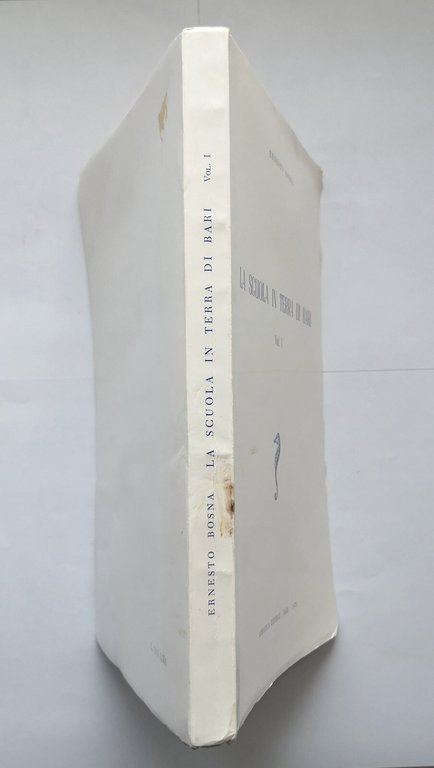 ERNESTO BOSNA LA SCUOLA IN TERRA DI BARI VOL. I
LA SCUOLA IN TERRA DI BARI
Vol. I